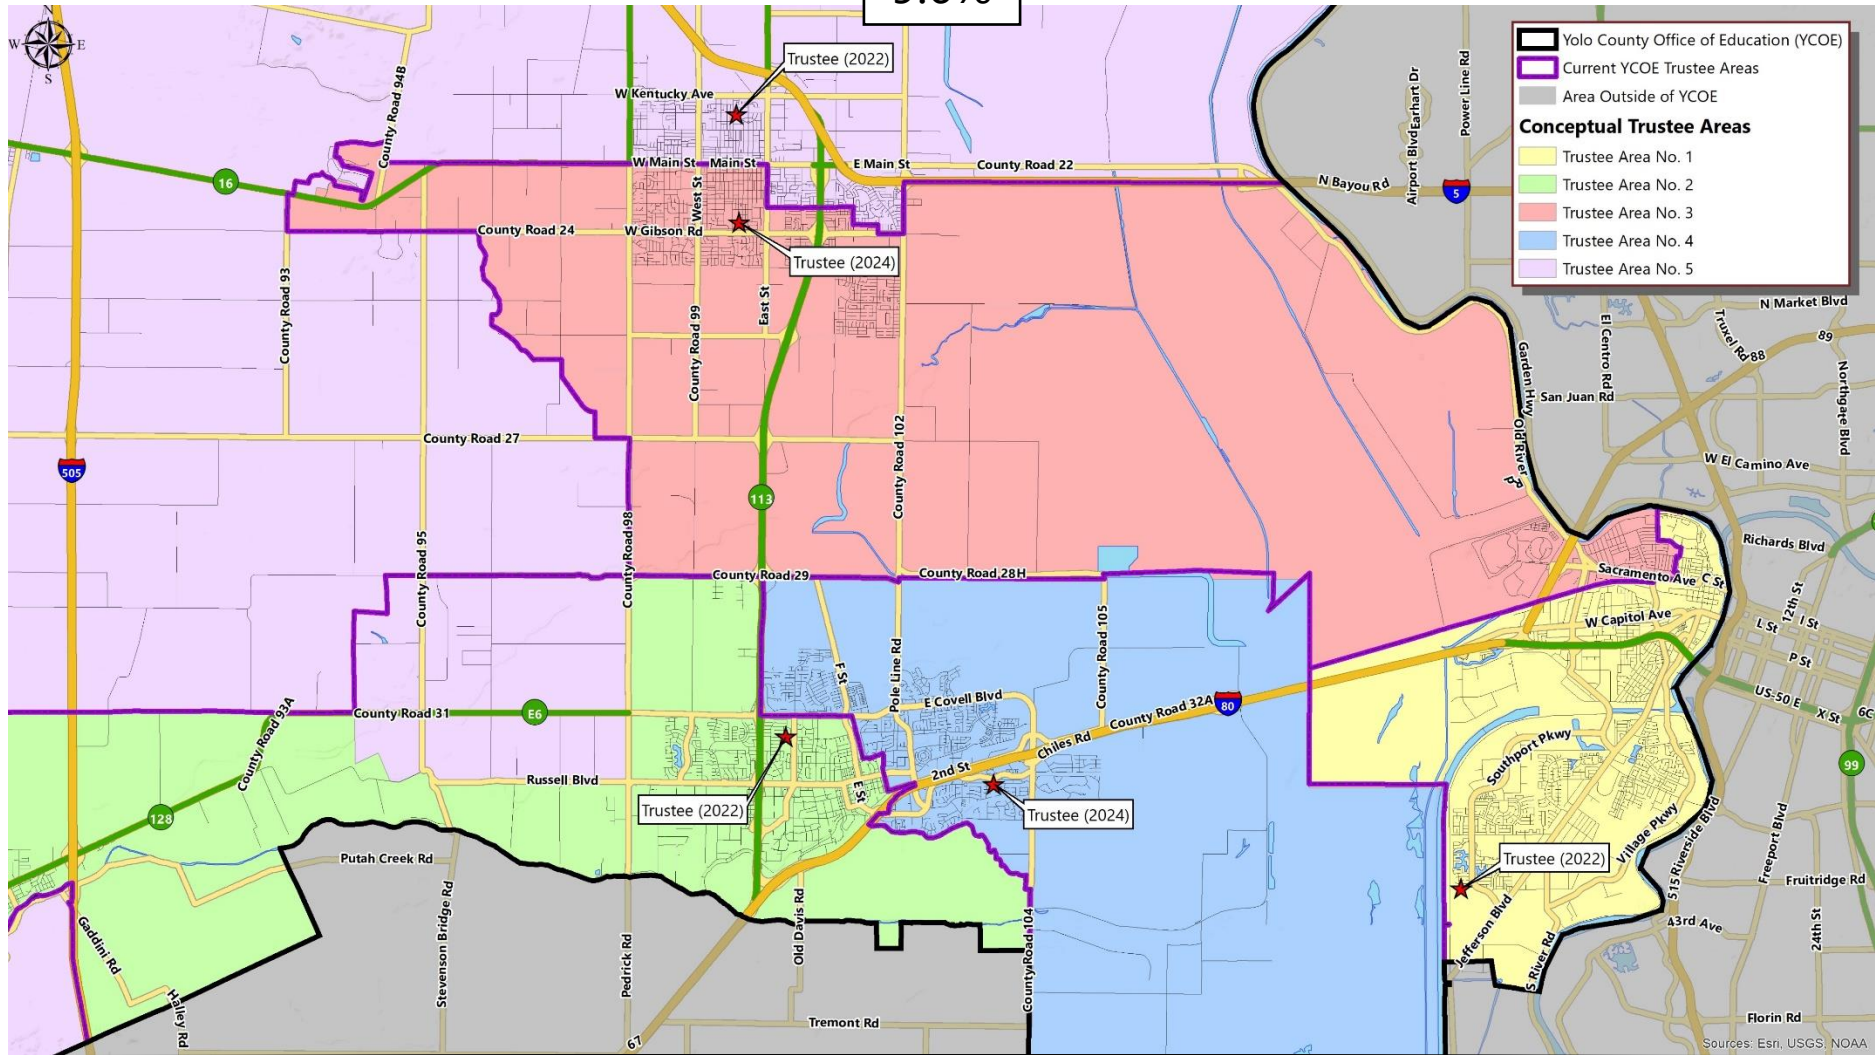 N
W
E
S
Yolo County Office of Education (YCOE)
Current YCOE Trustee Areas
Area Outside of YCOE
Conceptual Trustee Areas
Trustee Area No. 1
Trustee Area No. 2
Trustee Area No. 3
Trustee Area No. 4
Trustee Area No. 5
Trustee (2022)
W Kentucky Ave
County Road 94B
Airport Blvd
Earhart Dr
Power Line Rd
W Main St
Main St
E Main St
County Road 22
N Bayou Rd
5
16
West St
County Road 24
W Gibson Rd
Trustee (2024)
County Road 93
County Road 99
East St
N Market Blvd
Truxel Rd
El Centro Rd
88
89
Garden Hwy
San Juan Rd
Northgate Blvd
County Road 27
County Road 102
Old River Rd
W El Camino Ave
505
113
County Road 95
County Road 98
County Road 29
County Road 28H
Richards Blvd
Sacramento Ave
C St
12th St
W Capitol Ave
L St
I St
P St
County Road 105
F St
Pole Line Rd
E Covell Blvd
US-50 E
X St
6C
County Road 93A
County Road 31
E6
County Road 32A
80
Chiles Rd
Southport Pkwy
99
Russell Blvd
2nd St
E St
Trustee (2022)
Trustee (2024)
128
Village Pkwy
515
Riverside Blvd
Freeport Blvd
Putah Creek Rd
Trustee (2022)
Fruitridge Rd
Gaddini Rd
Stevenson Bridge Rd
Pedrick Rd
Old Davis Rd
County Road 104
Jefferson Blvd
S River Rd
43rd Ave
24th St
Halley Rd
67
Tremont Rd
Florin Rd
Sources: Esri, USGS, NOAA